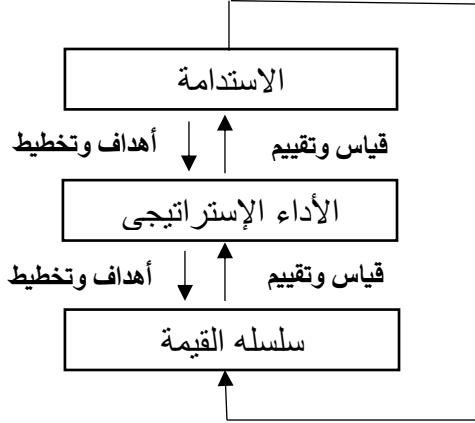 الاستدامة
قياس وتقييم
أهداف وتخطيط
الأداء الإستراتيجى
قياس وتقييم
أهداف وتخطيط
سلسله القيمة